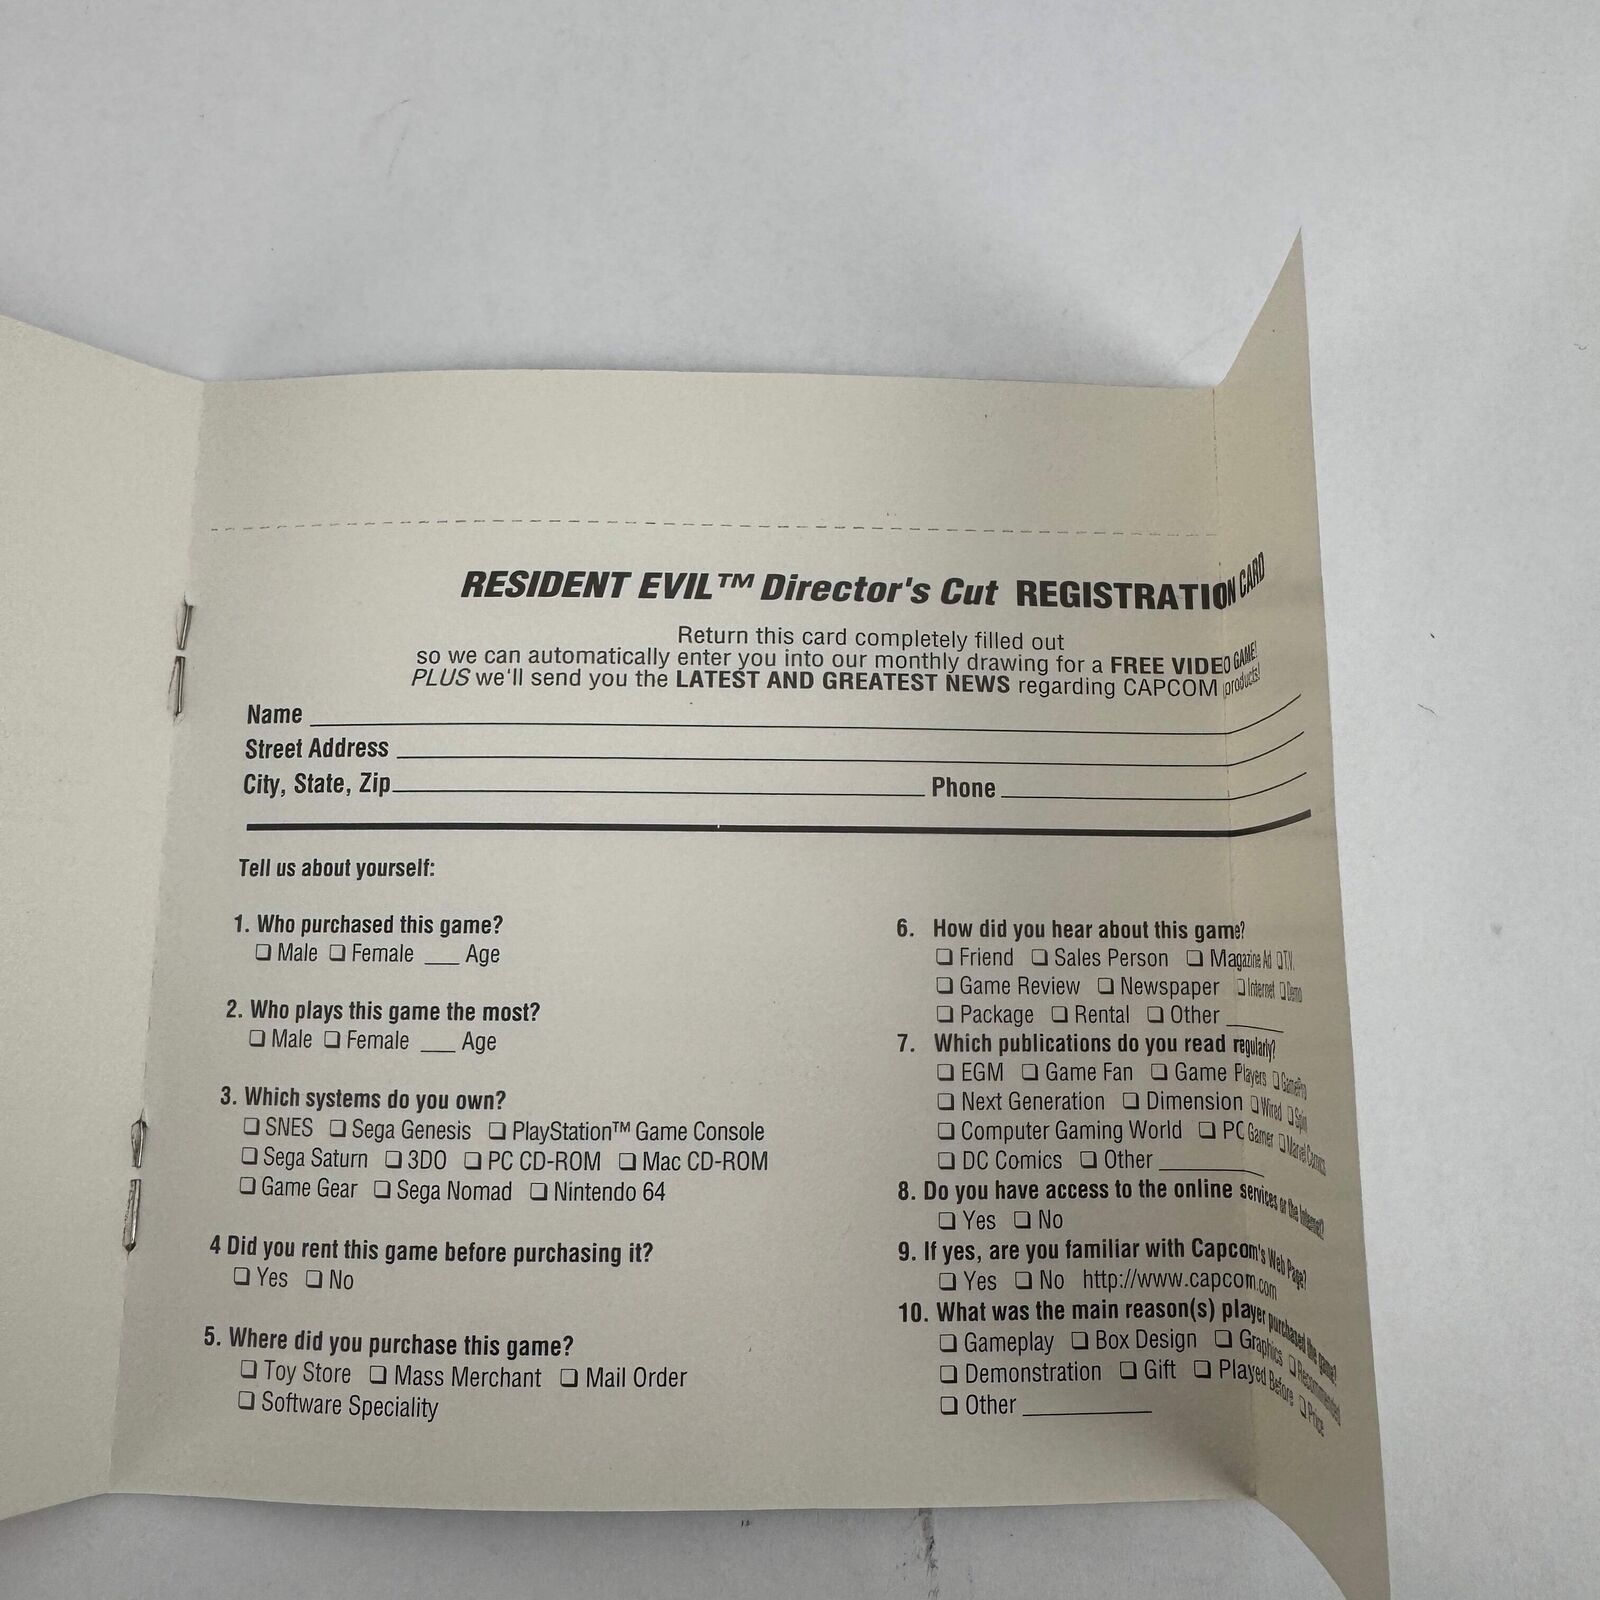 RESIDENT EVIL™ Director's Cut REGISTRATION CARD
Return this card completely filled out
so we can automatically enter you into our monthly drawing for a FREE VIDEO GAME!
PLUS we'll send you the LATEST AND GREATEST NEWS regarding CAPCOM products!
Name
Street Address
City, State, Zip Phone
Tell us about yourself:
1. Who purchased this game?
❏ Male ❏ Female ___ Age
2. Who plays this game the most?
❏ Male ❏ Female ___ Age
3. Which systems do you own?
❏ SNES ❏ Sega Genesis ❏ PlayStation™ Game Console
❏ Sega Saturn ❏ 3DO ❏ PC CD-ROM ❏ Mac CD-ROM
❏ Game Gear ❏ Sega Nomad ❏ Nintendo 64
4 Did you rent this game before purchasing it?
❏ Yes ❏ No
5. Where did you purchase this game?
❏ Toy Store ❏ Mass Merchant ❏ Mail Order
❏ Software Speciality
6. How did you hear about this game?
❏ Friend ❏ Sales Person ❏ Magazine Ad ❏ T.V.
❏ Game Review ❏ Newspaper ❏ Internet ❏ Demo
❏ Package ❏ Rental ❏ Other ____
7. Which publications do you read regularly?
❏ EGM ❏ Game Fan ❏ Game Players ❏ GamePro
❏ Next Generation ❏ Dimension ❏ Wired ❏ Spin
❏ Computer Gaming World ❏ PC Gamer ❏ Marvel Comics
❏ DC Comics ❏ Other ________
8. Do you have access to the online services or the Internet?
❏ Yes ❏ No
9. If yes, are you familiar with Capcom's Web Page?
❏ Yes ❏ No http://www.capcom.com
10. What was the main reason(s) player purchased the game?
❏ Gameplay ❏ Box Design ❏ Graphics ❏ Recommended
❏ Demonstration ❏ Gift ❏ Played Before ❏ Price
❏ Other __________